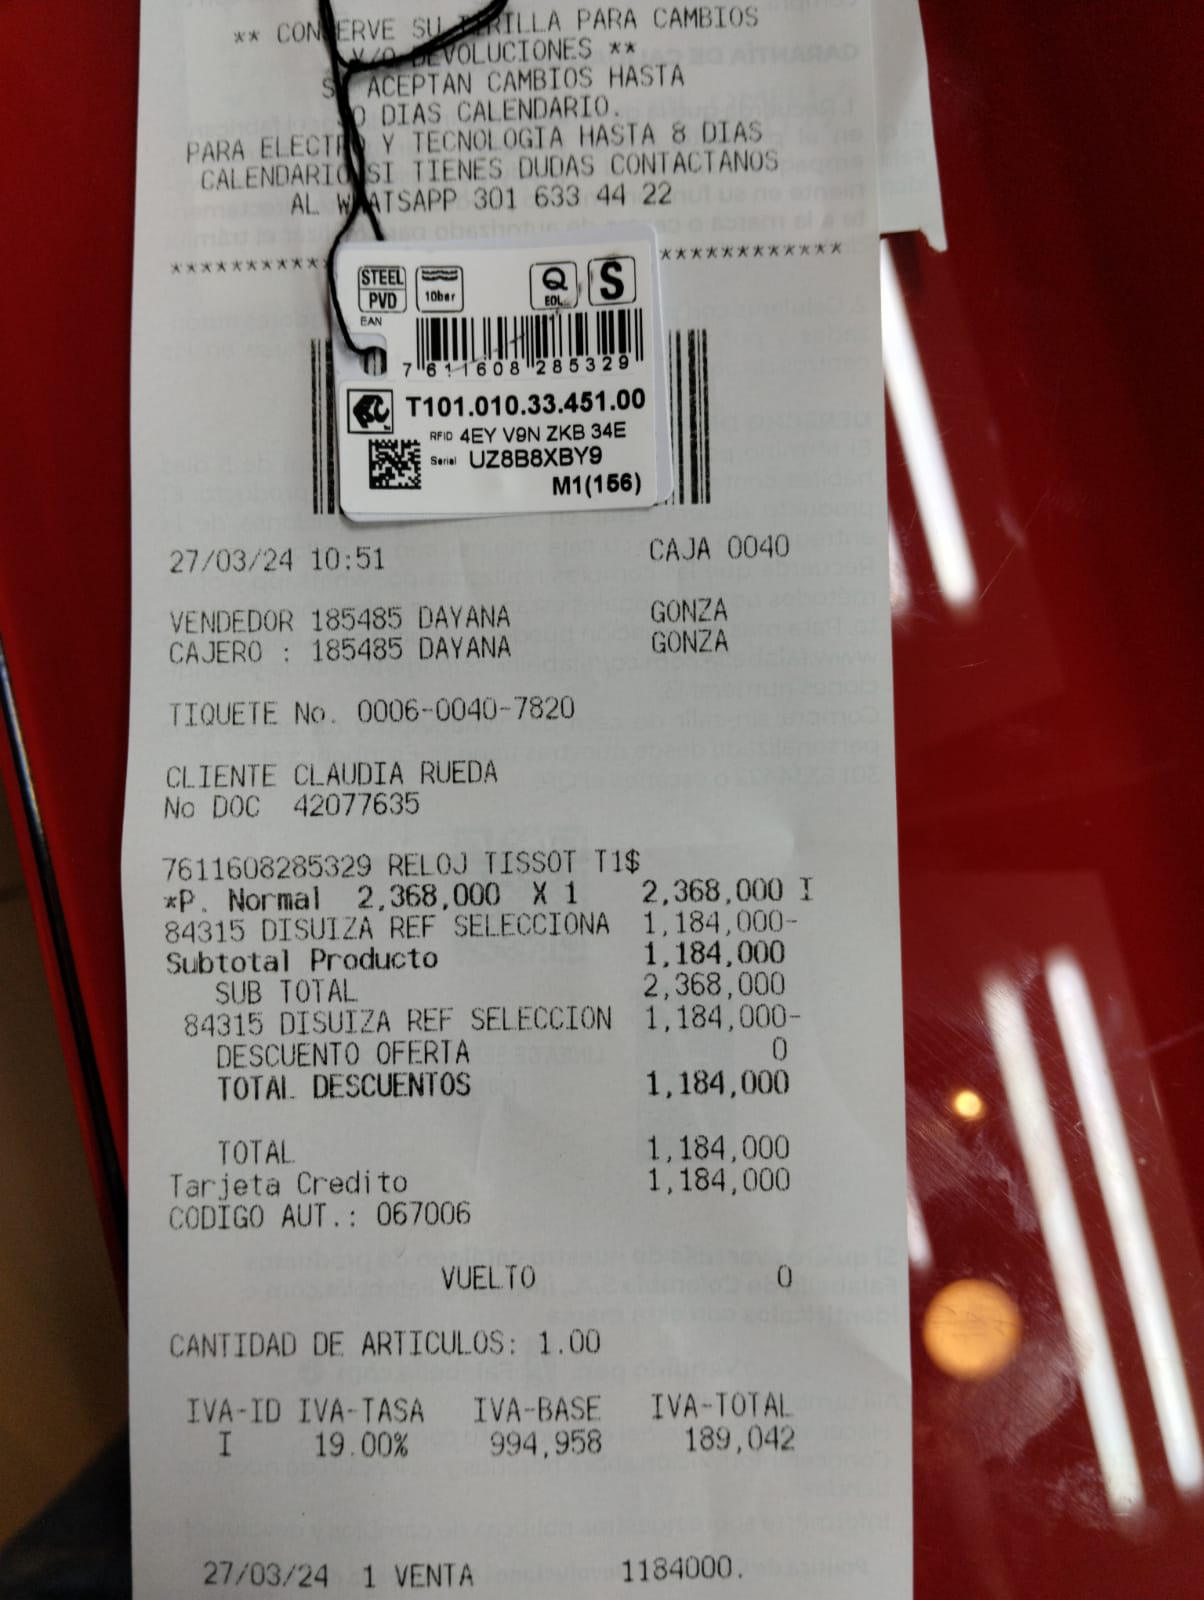 ** CONSERVE SU TIRILLA PARA CAMBIOS
Y/O DEVOLUCIONES **
SE ACEPTAN CAMBIOS HASTA
DIAS CALENDARIO.
PARA ELECTRO Y TECNOLOGIA HASTA 8 DIAS
CALENDARIO SI TIENES DUDAS CONTACTANOS
AL WHATSAPP 301 633 44 22
STEEL
PVD
10bar
Q
EOL
S
EAN
7 611608 285329
T101.010.33.451.00
RFID 4EY V9N ZKB 34E
Serial UZ8B8XBY9
M1(156)
27/03/24 10:51 CAJA 0040
VENDEDOR 185485 DAYANA GONZA
CAJERO : 185485 DAYANA GONZA
TIQUETE No. 0006-0040-7820
CLIENTE CLAUDIA RUEDA
No DOC 42077635
7611608285329 RELOJ TISSOT T1$
*P. Normal 2,368,000 X 1 2,368,000 I
84315 DISUIZA REF SELECCIONA 1,184,000-
Subtotal Producto 1,184,000
SUB TOTAL 2,368,000
84315 DISUIZA REF SELECCION 1,184,000-
DESCUENTO OFERTA 0
TOTAL DESCUENTOS 1,184,000
TOTAL 1,184,000
Tarjeta Credito 1,184,000
CODIGO AUT.: 067006
VUELTO 0
CANTIDAD DE ARTICULOS: 1.00
IVA-ID IVA-TASA IVA-BASE IVA-TOTAL
I 19.00% 994,958 189,042
27/03/24 1 VENTA 1184000.